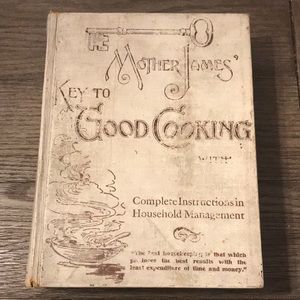 MOTHER JAMES'
KEY TO
GOOD COOKING
WITH
Complete Instructions in
Household Management
"The best housekeeping is that which
produces the best results with the
least expenditure of time and money."